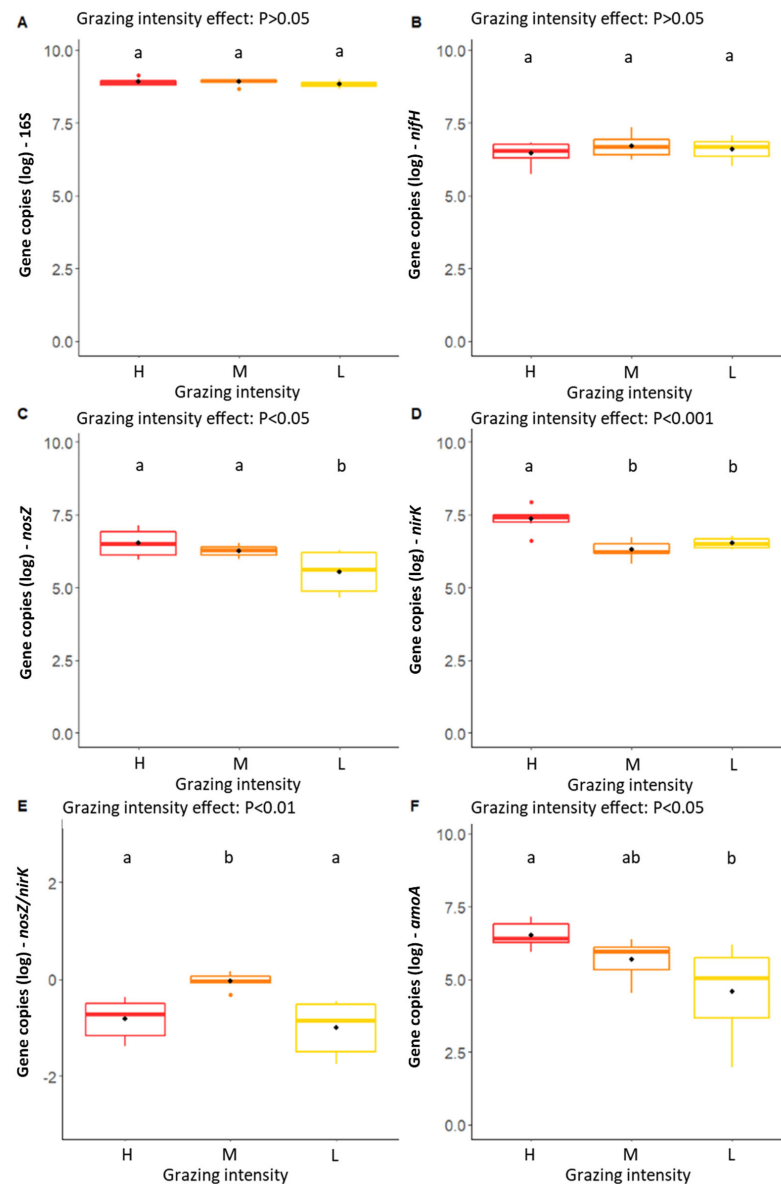 A Grazing intensity effect: P>0.05
a a a
10.0
7.5
5.0
2.5
0.0
Gene copies (log) - 16S
H M L
Grazing intensity
B Grazing intensity effect: P>0.05
a a a
10.0
7.5
5.0
2.5
0.0
Gene copies (log) - nifH
H M L
Grazing intensity
C Grazing intensity effect: P<0.05
a a b
10.0
7.5
5.0
2.5
0.0
Gene copies (log) - nosZ
H M L
Grazing intensity
D Grazing intensity effect: P<0.001
a b b
10.0
7.5
5.0
2.5
0.0
Gene copies (log) - nirK
H M L
Grazing intensity
E Grazing intensity effect: P<0.01
a b a
2
0
-2
Gene copies (log) - nosZ/nirK
H M L
Grazing intensity
F Grazing intensity effect: P<0.05
a ab b
10.0
7.5
5.0
2.5
0.0
Gene copies (log) - amoA
H M L
Grazing intensity